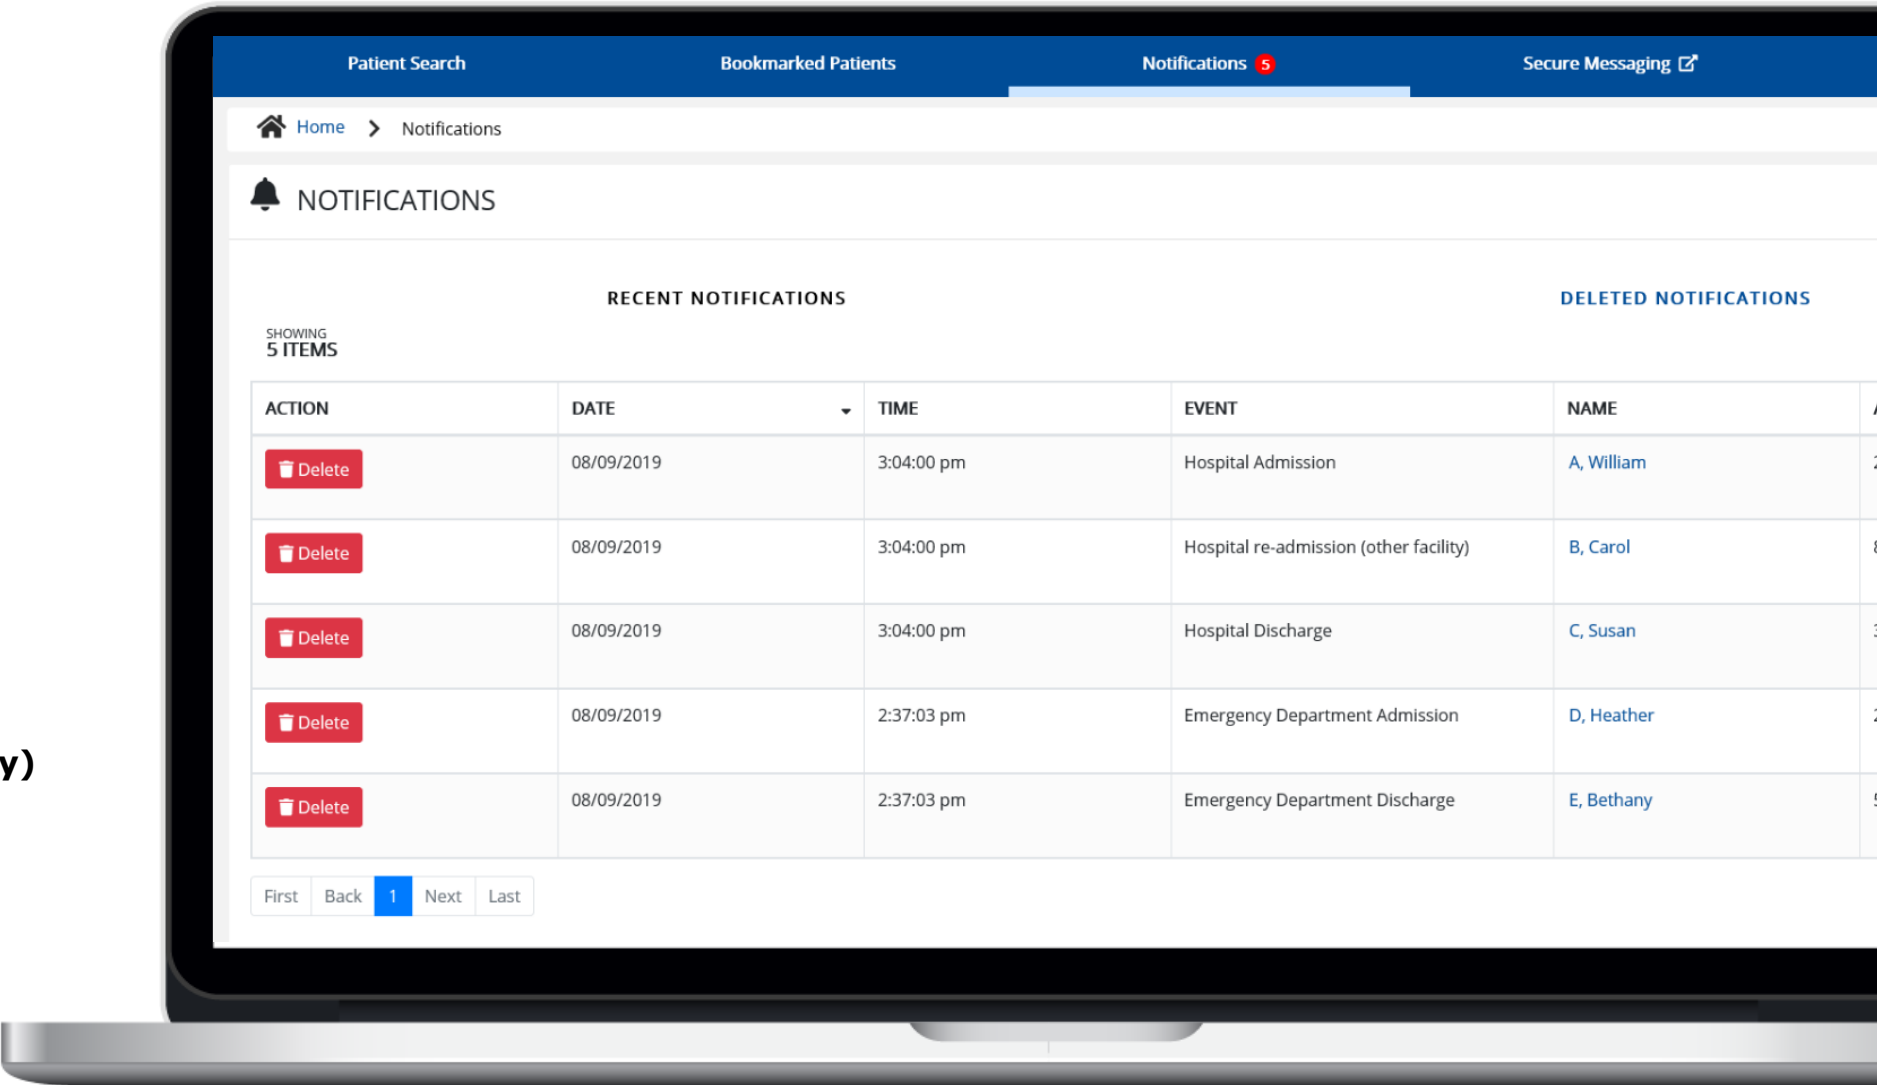 Patient Search Bookmarked Patients Notifications 5 Secure Messaging
Home Notifications
NOTIFICATIONS
RECENT NOTIFICATIONS DELETED NOTIFICATIONS
SHOWING
5 ITEMS
ACTION DATE TIME EVENT NAME
Delete 08/09/2019 3:04:00 pm Hospital Admission A, William
Delete 08/09/2019 3:04:00 pm Hospital re-admission (other facility) B, Carol
Delete 08/09/2019 3:04:00 pm Hospital Discharge C, Susan
Delete 08/09/2019 2:37:03 pm Emergency Department Admission D, Heather
y)
Delete 08/09/2019 2:37:03 pm Emergency Department Discharge E, Bethany
First Back 1 Next Last